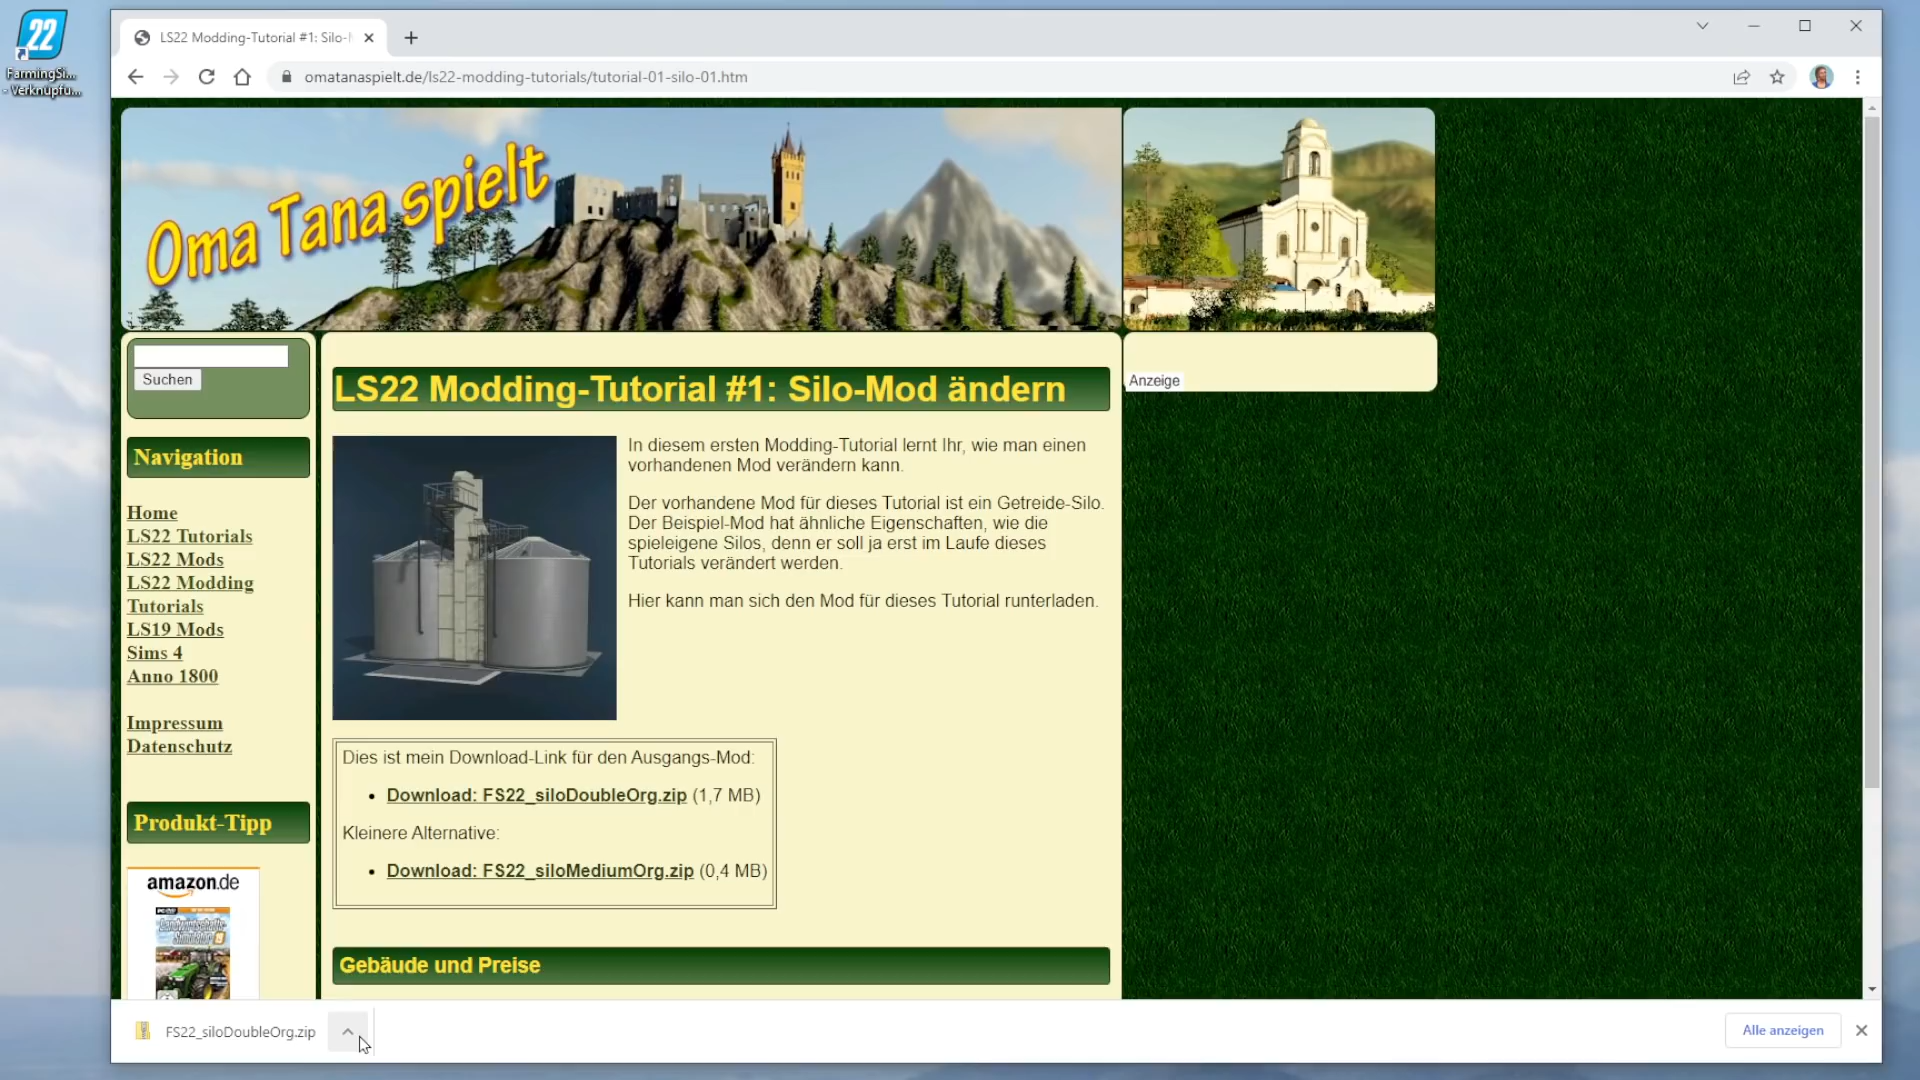 22
FarmingSi...
- Verknüpfu...
LS22 Modding-Tutorial #1: Silo-
omatanaspielt.de/ls22-modding-tutorials/tutorial-01-silo-01.htm
Oma Tana spielt
Suchen
Navigation
Home
LS22 Tutorials
LS22 Mods
LS22 Modding
Tutorials
LS19 Mods
Sims 4
Anno 1800
Impressum
Datenschutz
Produkt-Tipp
amazon.de
Landwirtschafts
Simulator 19
LS22 Modding-Tutorial #1: Silo-Mod ändern
In diesem ersten Modding-Tutorial lernt Ihr, wie man einen
vorhandenen Mod verändern kann.
Der vorhandene Mod für dieses Tutorial ist ein Getreide-Silo.
Der Beispiel-Mod hat ähnliche Eigenschaften, wie die
spieleigene Silos, denn er soll ja erst im Laufe dieses
Tutorials verändert werden.
Hier kann man sich den Mod für dieses Tutorial runterladen.
Dies ist mein Download-Link für den Ausgangs-Mod:
• Download: FS22_siloDoubleOrg.zip (1,7 MB)
Kleinere Alternative:
• Download: FS22_siloMediumOrg.zip (0,4 MB)
Gebäude und Preise
Anzeige
FS22_siloDoubleOrg.zip
Alle anzeigen